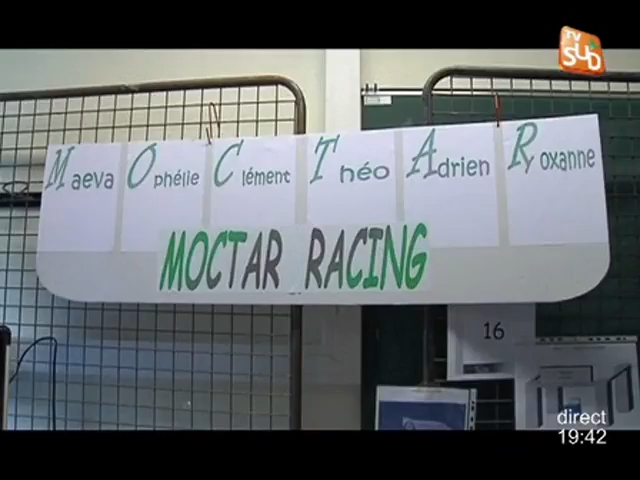 TV SUD
Maeva Ophélie Clément Théo Adrien Roxanne
MOCTAR RACING
16
direct
19:42